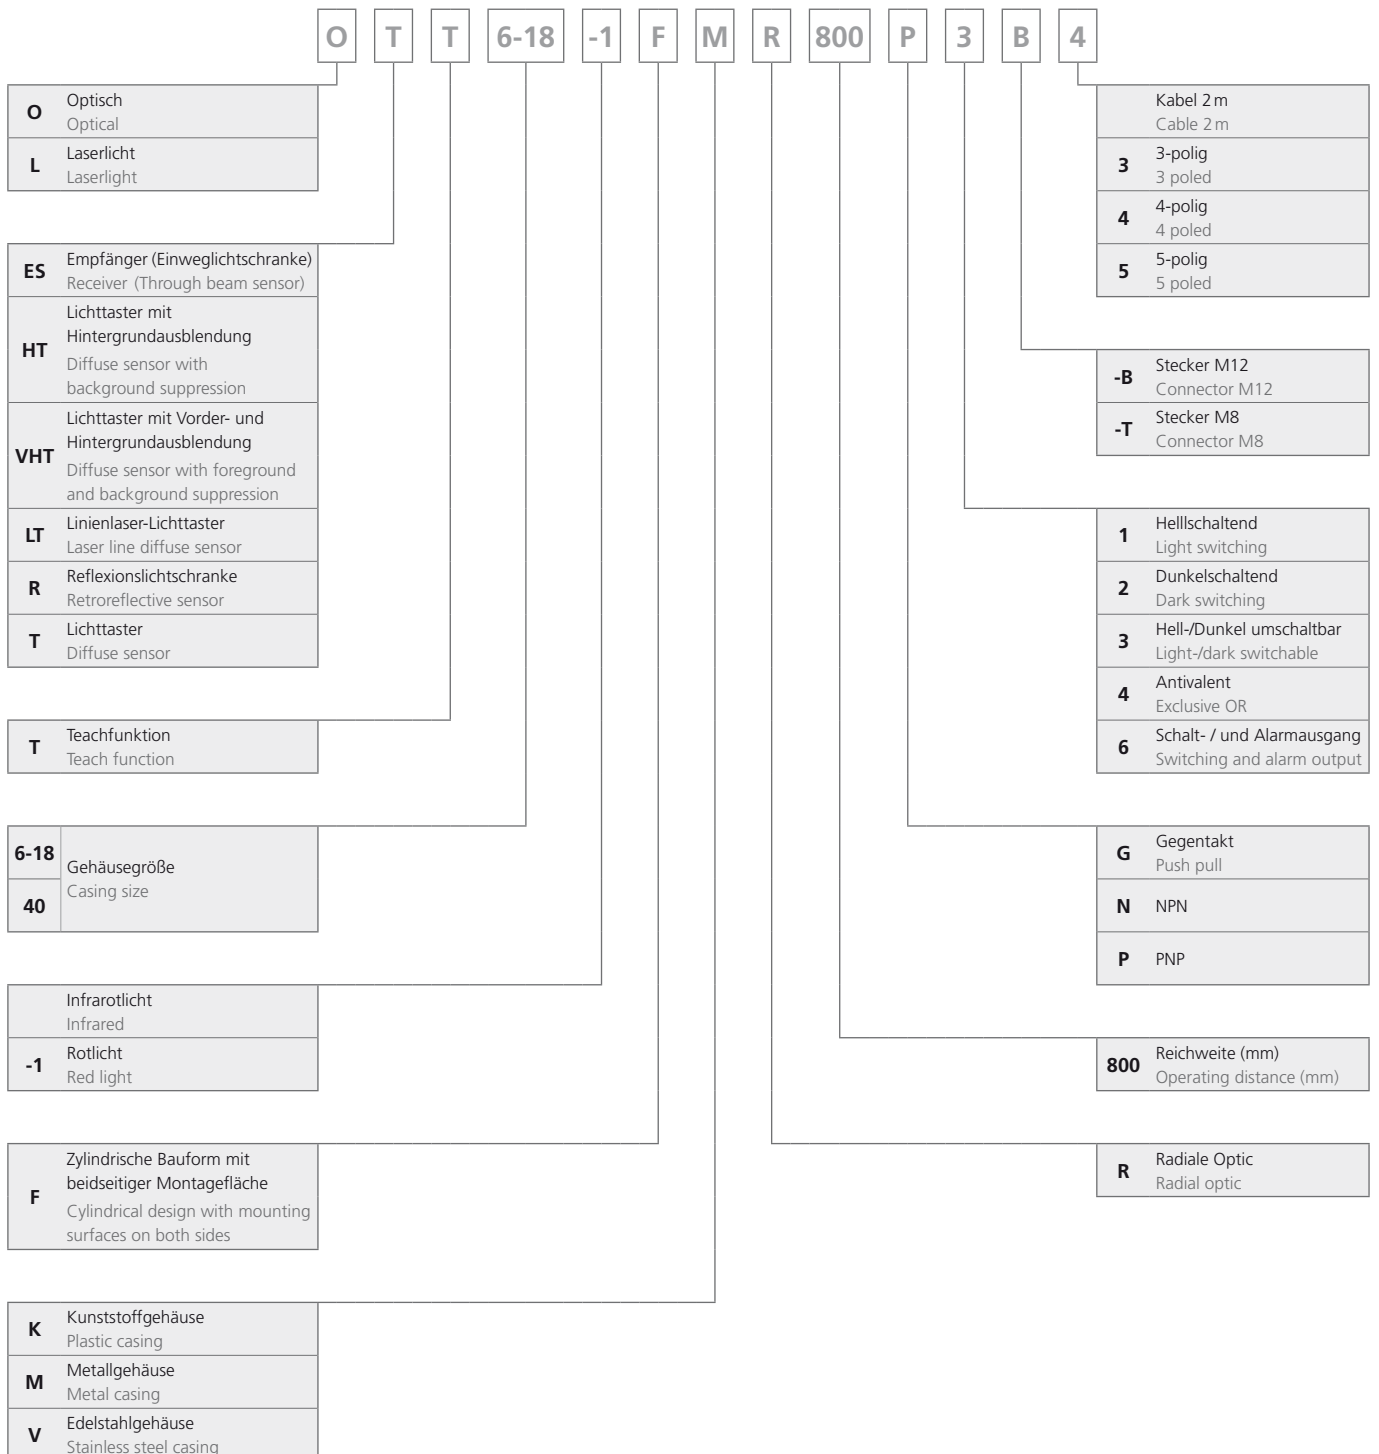 O T T 6-18 -1 F M R 800 P 3 B 4
O Optisch
Optical
L Laserlicht
Laserlight
ES Empfänger (Einweglichtschranke)
Receiver (Through beam sensor)
HT Lichttaster mit
Hintergrundausblendung
Diffuse sensor with
background suppression
VHT Lichttaster mit Vorder- und
Hintergrundausblendung
Diffuse sensor with foreground
and background suppression
LT Linienlaser-Lichttaster
Laser line diffuse sensor
R Reflexionslichtschranke
Retroreflective sensor
T Lichttaster
Diffuse sensor
T Teachfunktion
Teach function
6-18
40
Gehäusegröße
Casing size
Infrarotlicht
Infrared
-1 Rotlicht
Red light
F Zylindrische Bauform mit
beidseitiger Montagefläche
Cylindrical design with mounting
surfaces on both sides
K Kunststoffgehäuse
Plastic casing
M Metallgehäuse
Metal casing
V Edelstahlgehäuse
Stainless steel casing
Kabel 2 m
Cable 2 m
3 3-polig
3 poled
4 4-polig
4 poled
5 5-polig
5 poled
-B Stecker M12
Connector M12
-T Stecker M8
Connector M8
1 Helllschaltend
Light switching
2 Dunkelschaltend
Dark switching
3 Hell-/Dunkel umschaltbar
Light-/dark switchable
4 Antivalent
Exclusive OR
6 Schalt- / und Alarmausgang
Switching and alarm output
G Gegentakt
Push pull
N NPN
P PNP
800 Reichweite (mm)
Operating distance (mm)
R Radiale Optic
Radial optic